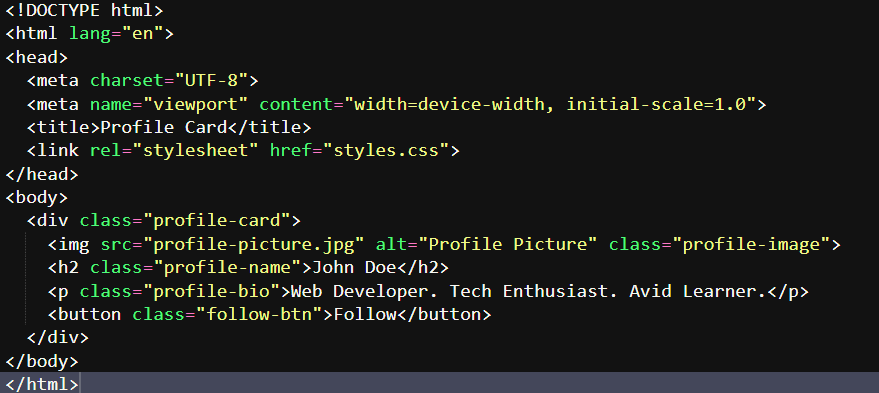 <!DOCTYPE html>
<html lang="en">
<head>
  <meta charset="UTF-8">
  <meta name="viewport" content="width=device-width, initial-scale=1.0">
  <title>Profile Card</title>
  <link rel="stylesheet" href="styles.css">
</head>
<body>
  <div class="profile-card">
    <img src="profile-picture.jpg" alt="Profile Picture" class="profile-image">
    <h2 class="profile-name">John Doe</h2>
    <p class="profile-bio">Web Developer. Tech Enthusiast. Avid Learner.</p>
    <button class="follow-btn">Follow</button>
  </div>
</body>
</html>